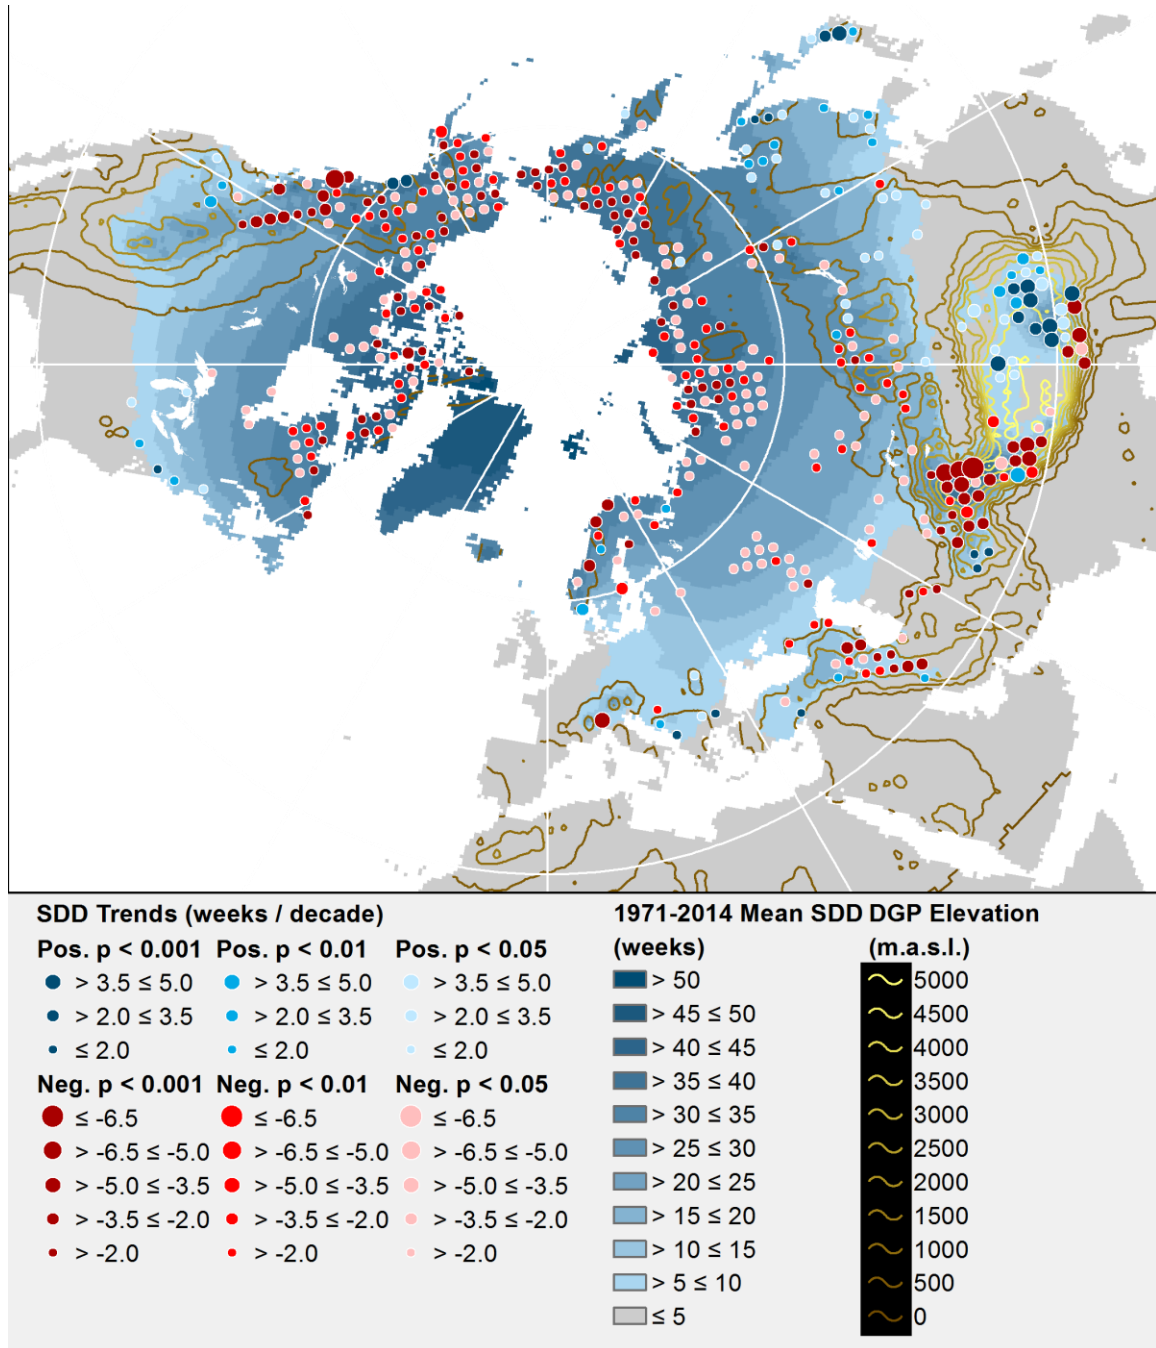 SDD Trends (weeks / decade)
Pos. p < 0.001 Pos. p < 0.01 Pos. p < 0.05
> 3.5 ≤ 5.0 > 3.5 ≤ 5.0 > 3.5 ≤ 5.0
> 2.0 ≤ 3.5 > 2.0 ≤ 3.5 > 2.0 ≤ 3.5
≤ 2.0 ≤ 2.0 ≤ 2.0
Neg. p < 0.001 Neg. p < 0.01 Neg. p < 0.05
≤ -6.5 ≤ -6.5 ≤ -6.5
> -6.5 ≤ -5.0 > -6.5 ≤ -5.0 > -6.5 ≤ -5.0
> -5.0 ≤ -3.5 > -5.0 ≤ -3.5 > -5.0 ≤ -3.5
> -3.5 ≤ -2.0 > -3.5 ≤ -2.0 > -3.5 ≤ -2.0
> -2.0 > -2.0 > -2.0
1971-2014 Mean SDD DGP Elevation
(weeks) (m.a.s.l.)
> 50 5000
> 45 ≤ 50 4500
> 40 ≤ 45 4000
> 35 ≤ 40 3500
> 30 ≤ 35 3000
> 25 ≤ 30 2500
> 20 ≤ 25 2000
> 15 ≤ 20 1500
> 10 ≤ 15 1000
> 5 ≤ 10 500
≤ 5 0